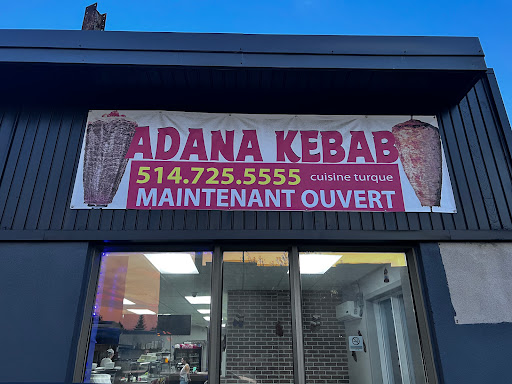 ADANA KEBAB
514.725.5555 cuisine turque
MAINTENANT OUVERT